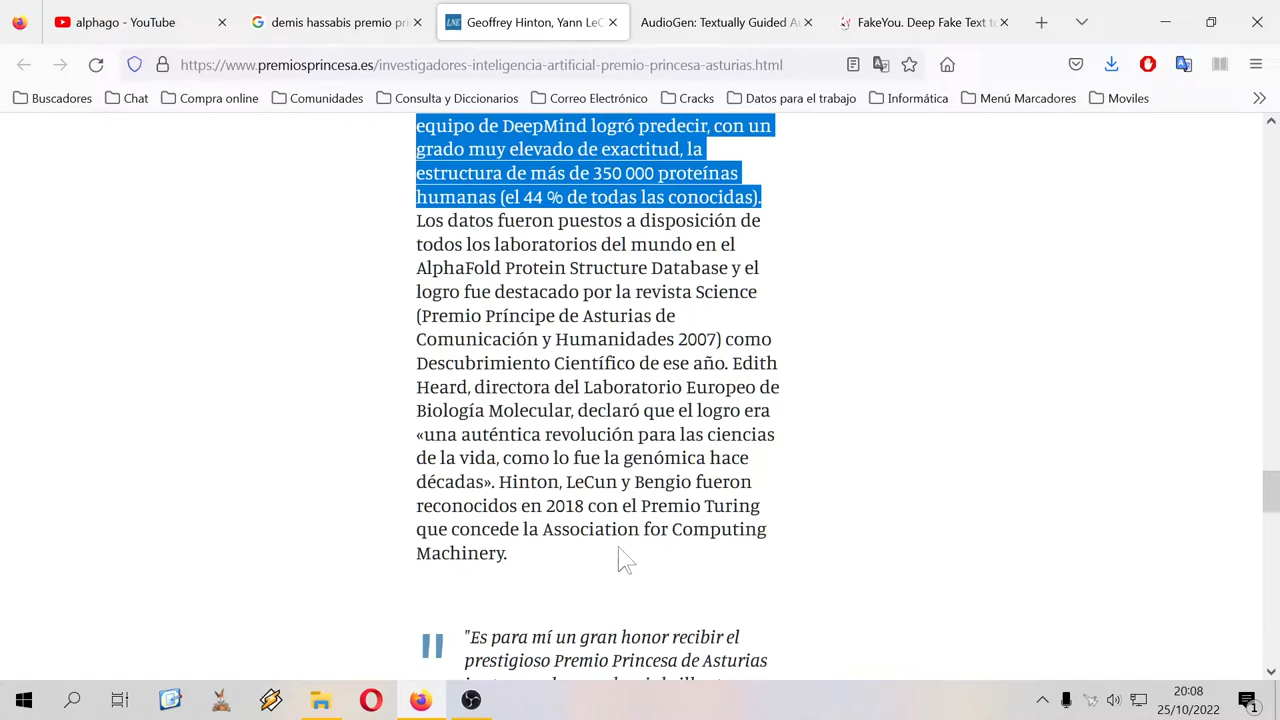 alphago - YouTube
demis hassabis premio pr
Geoffrey Hinton, Yann LeC
AudioGen: Textually Guided Au
FakeYou. Deep Fake Text to
https://www.premiosprincesa.es/investigadores-inteligencia-artificial-premio-princesa-asturias.html
Buscadores
Chat
Compra online
Comunidades
Consulta y Diccionarios
Correo Electrónico
Cracks
Datos para el trabajo
Informática
Menú Marcadores
Moviles
equipo de DeepMind logró predecir, con un
grado muy elevado de exactitud, la
estructura de más de 350 000 proteínas
humanas (el 44 % de todas las conocidas).
Los datos fueron puestos a disposición de
todos los laboratorios del mundo en el
AlphaFold Protein Structure Database y el
logro fue destacado por la revista Science
(Premio Príncipe de Asturias de
Comunicación y Humanidades 2007) como
Descubrimiento Científico de ese año. Edith
Heard, directora del Laboratorio Europeo de
Biología Molecular, declaró que el logro era
«una auténtica revolución para las ciencias
de la vida, como lo fue la genómica hace
décadas». Hinton, LeCun y Bengio fueron
reconocidos en 2018 con el Premio Turing
que concede la Association for Computing
Machinery.
"Es para mí un gran honor recibir el
prestigioso Premio Princesa de Asturias
20:08
25/10/2022
1